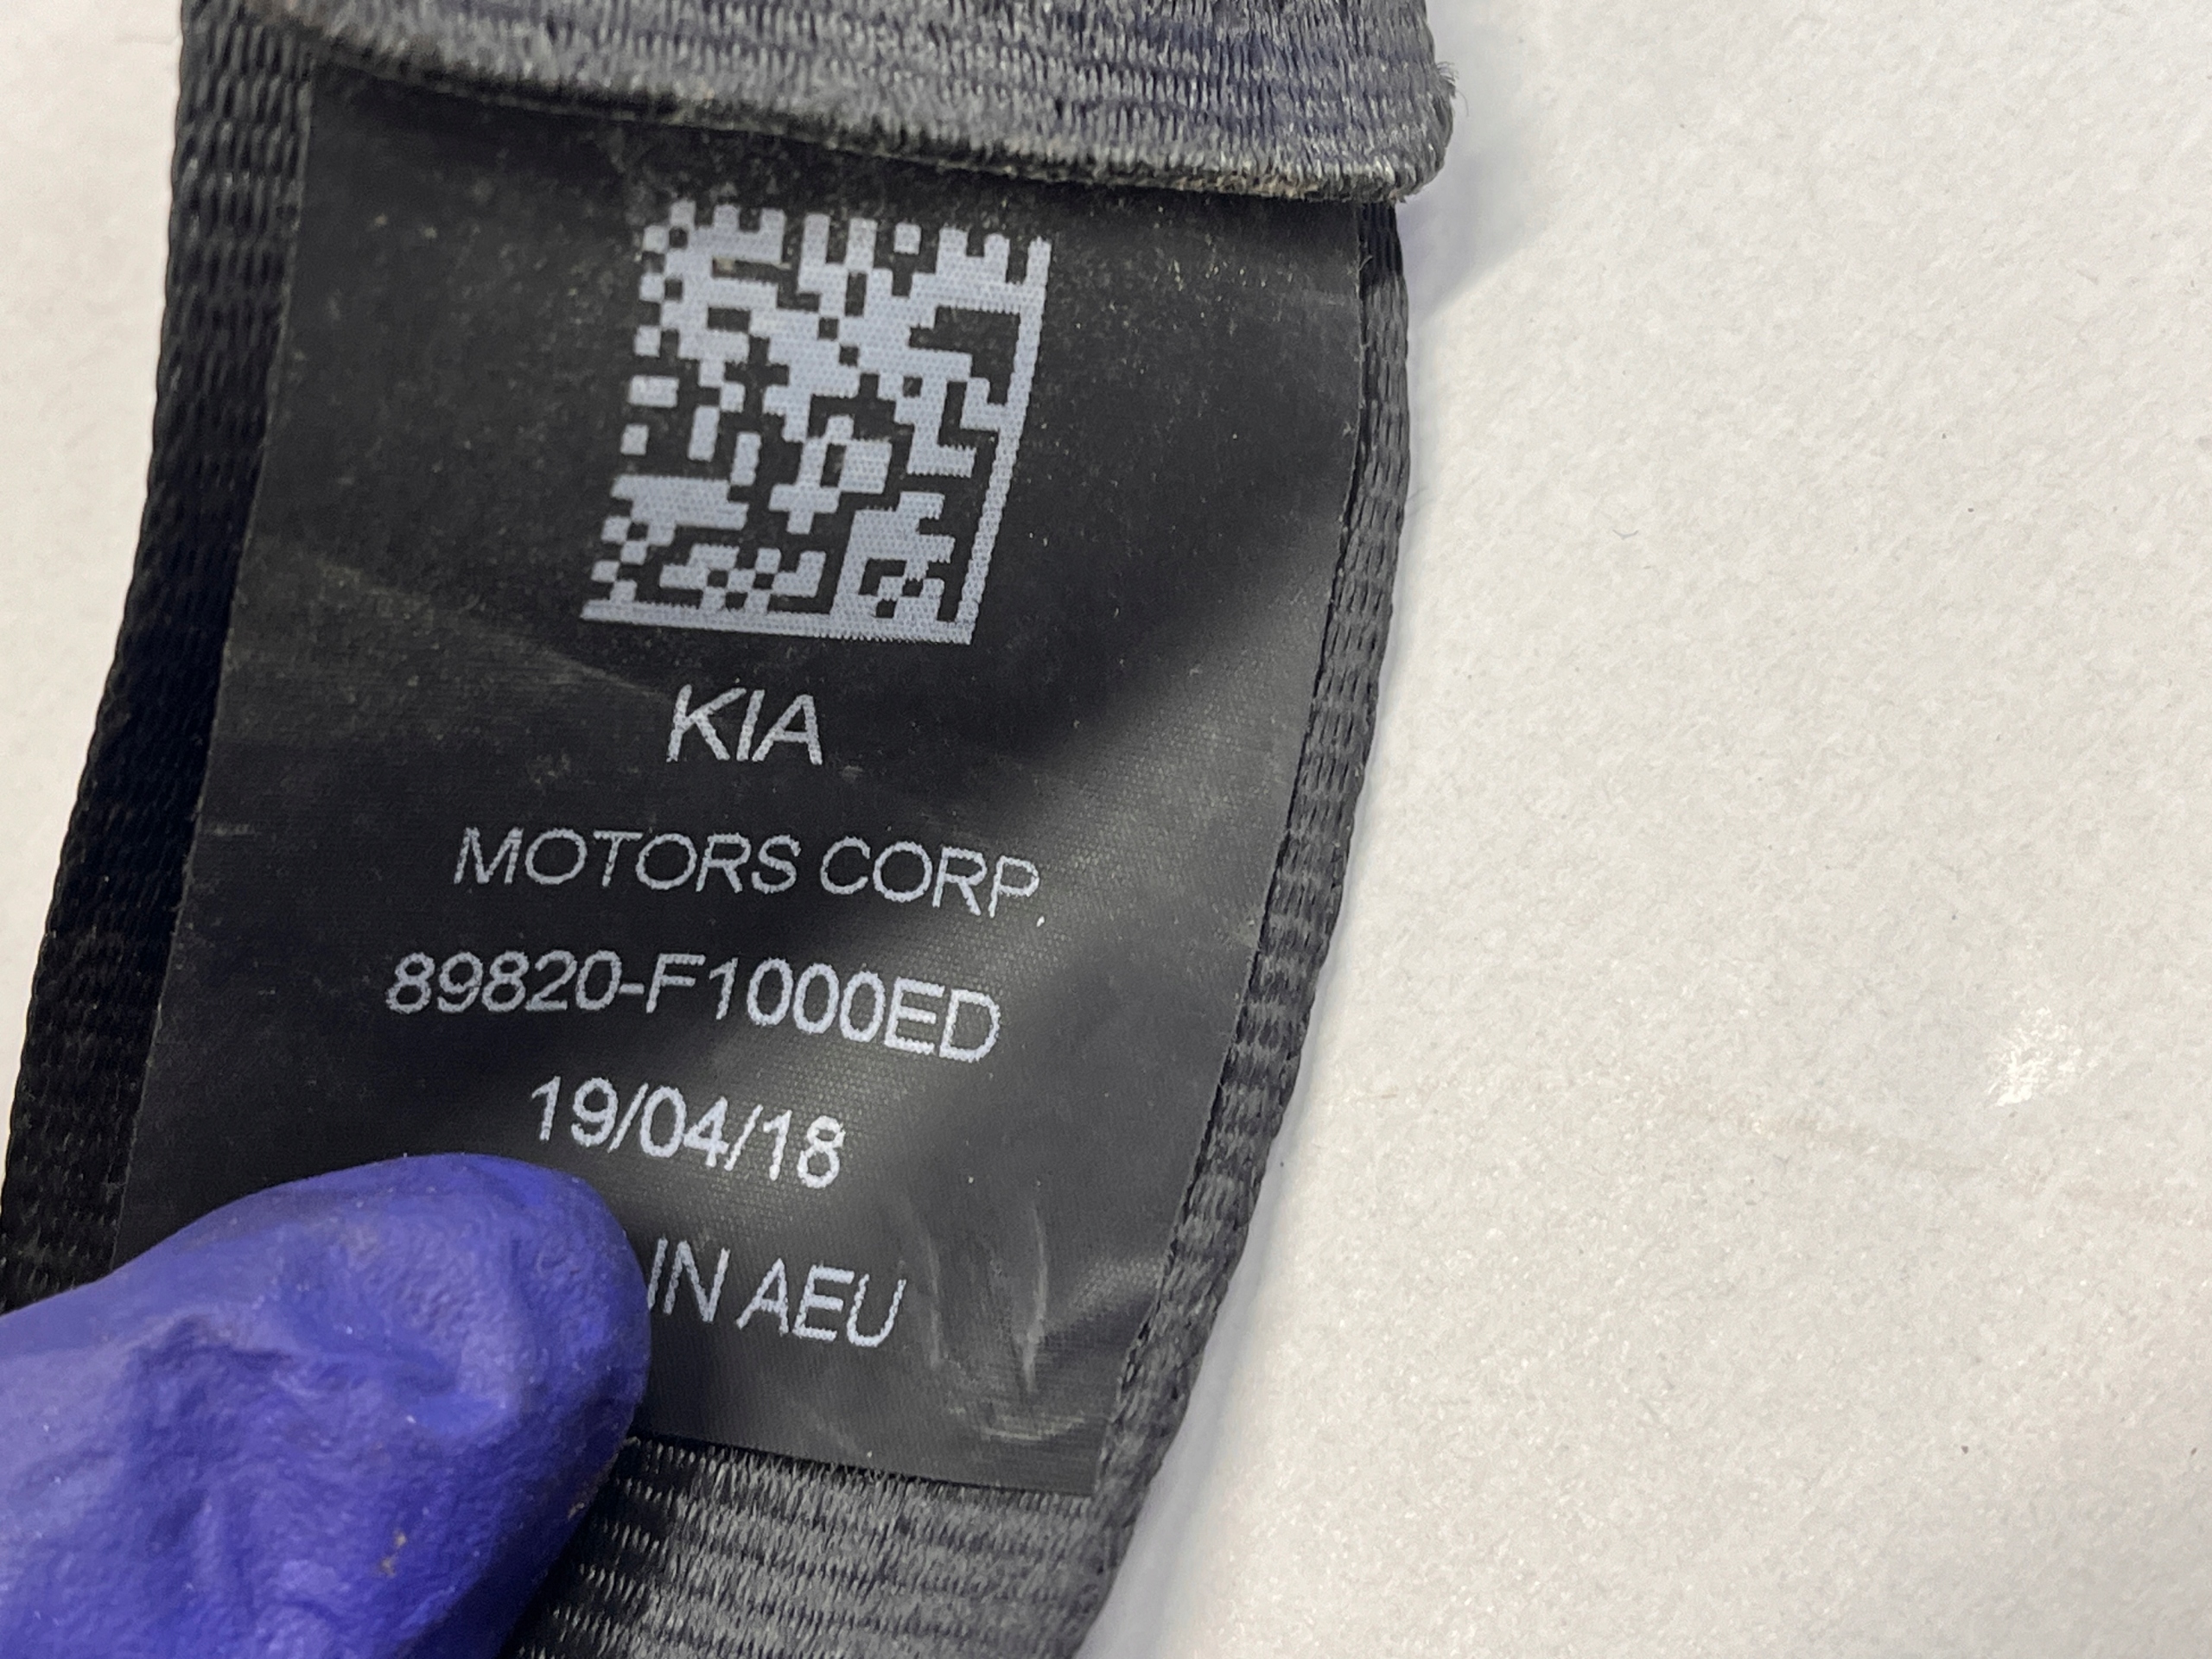 KIA
MOTORS CORP.
89820-F1000ED
19/04/18
IN AEU